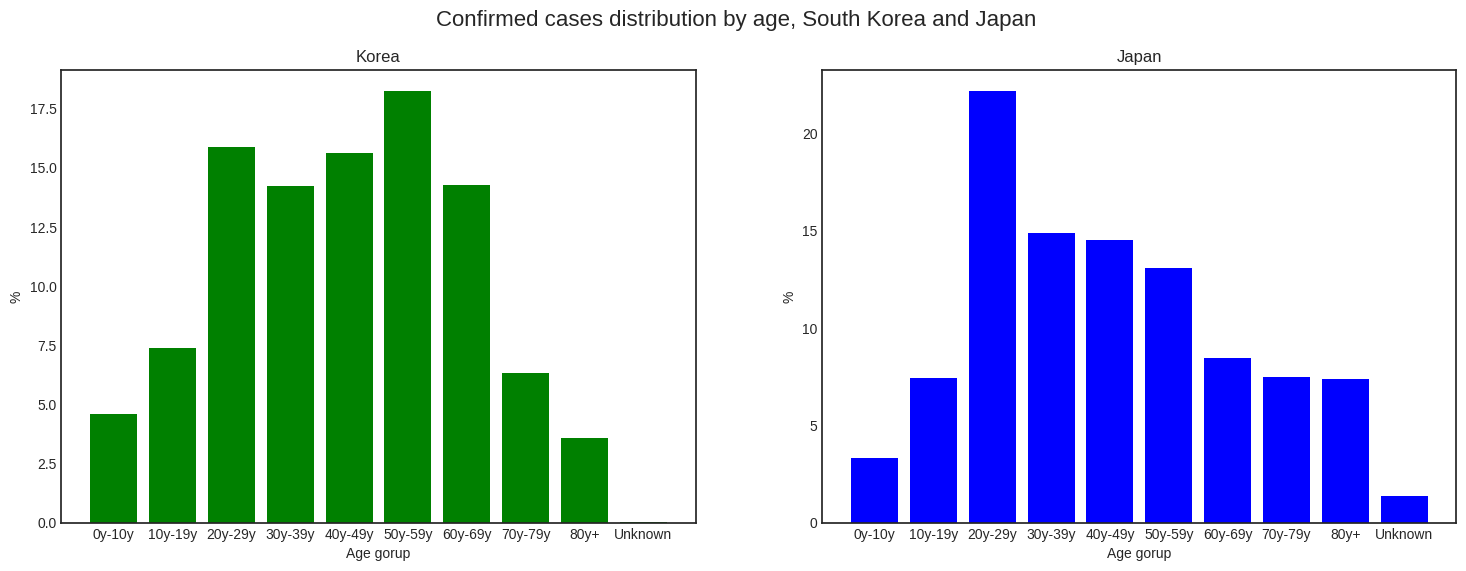 Confirmed cases distribution by age, South Korea and Japan
Korea
17.5
15.0
12.5
10.0
7.5
5.0
2.5
0.0
%
0y-10y 10y-19y 20y-29y 30y-39y 40y-49y 50y-59y 60y-69y 70y-79y 80y+ Unknown
Age gorup
Japan
20
15
10
5
0
%
0y-10y 10y-19y 20y-29y 30y-39y 40y-49y 50y-59y 60y-69y 70y-79y 80y+ Unknown
Age gorup